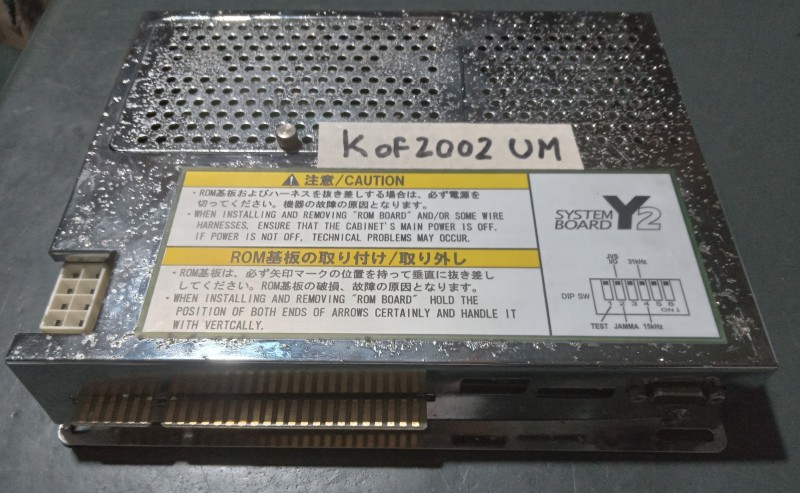 KOF2002 UM
⚠ 注意/CAUTION
・ROM基板およびハーネスを抜き差しする場合は、必ず電源を
切ってください。機器の故障の原因となります。
・WHEN INSTALLING AND REMOVING "ROM BOARD" AND/OR SOME WIRE
HARNESSES, ENSURE THAT THE CABINET'S MAIN POWER IS OFF.
IF POWER IS NOT OFF, TECHNICAL PROBLEMS MAY OCCUR.
ROM基板の取り付け/取り外し
・ROM基板は、必ず矢印マークの位置を持って垂直に抜き差し
してください。ROM基板の破損、故障の原因となります。
・WHEN INSTALLING AND REMOVING "ROM BOARD" HOLD THE
POSITION OF BOTH ENDS OF ARROWS CERTAINLY AND HANDLE IT
WITH VERTCALLY.
SYSTEM
BOARD Y2
JVS
I/O 31kHz
DIP SW
1 2 3 4 5 6
ON↑
TEST JAMMA 15kHz